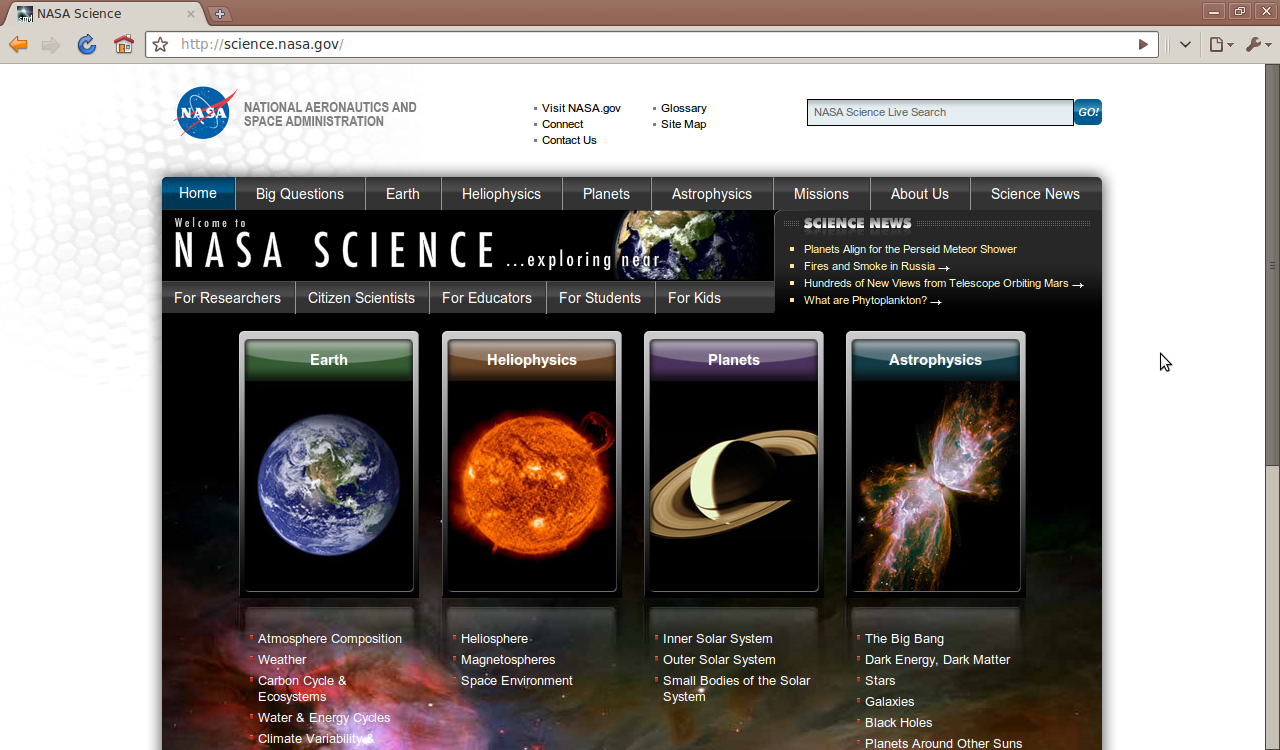 NASA Science
http://science.nasa.gov/
NASA
NATIONAL AERONAUTICS AND
SPACE ADMINISTRATION
Visit NASA.gov
Connect
Contact Us
Glossary
Site Map
NASA Science Live Search
GO!
Home
Big Questions
Earth
Heliophysics
Planets
Astrophysics
Missions
About Us
Science News
Welcome to
NASA SCIENCE ...exploring near
SCIENCE NEWS
Planets Align for the Perseid Meteor Shower
Fires and Smoke in Russia →
Hundreds of New Views from Telescope Orbiting Mars →
What are Phytoplankton? →
For Researchers
Citizen Scientists
For Educators
For Students
For Kids
Earth
Atmosphere Composition
Weather
Carbon Cycle &
Ecosystems
Water & Energy Cycles
Climate Variability &
Heliophysics
Heliosphere
Magnetospheres
Space Environment
Planets
Inner Solar System
Outer Solar System
Small Bodies of the Solar
System
Astrophysics
The Big Bang
Dark Energy, Dark Matter
Stars
Galaxies
Black Holes
Planets Around Other Suns